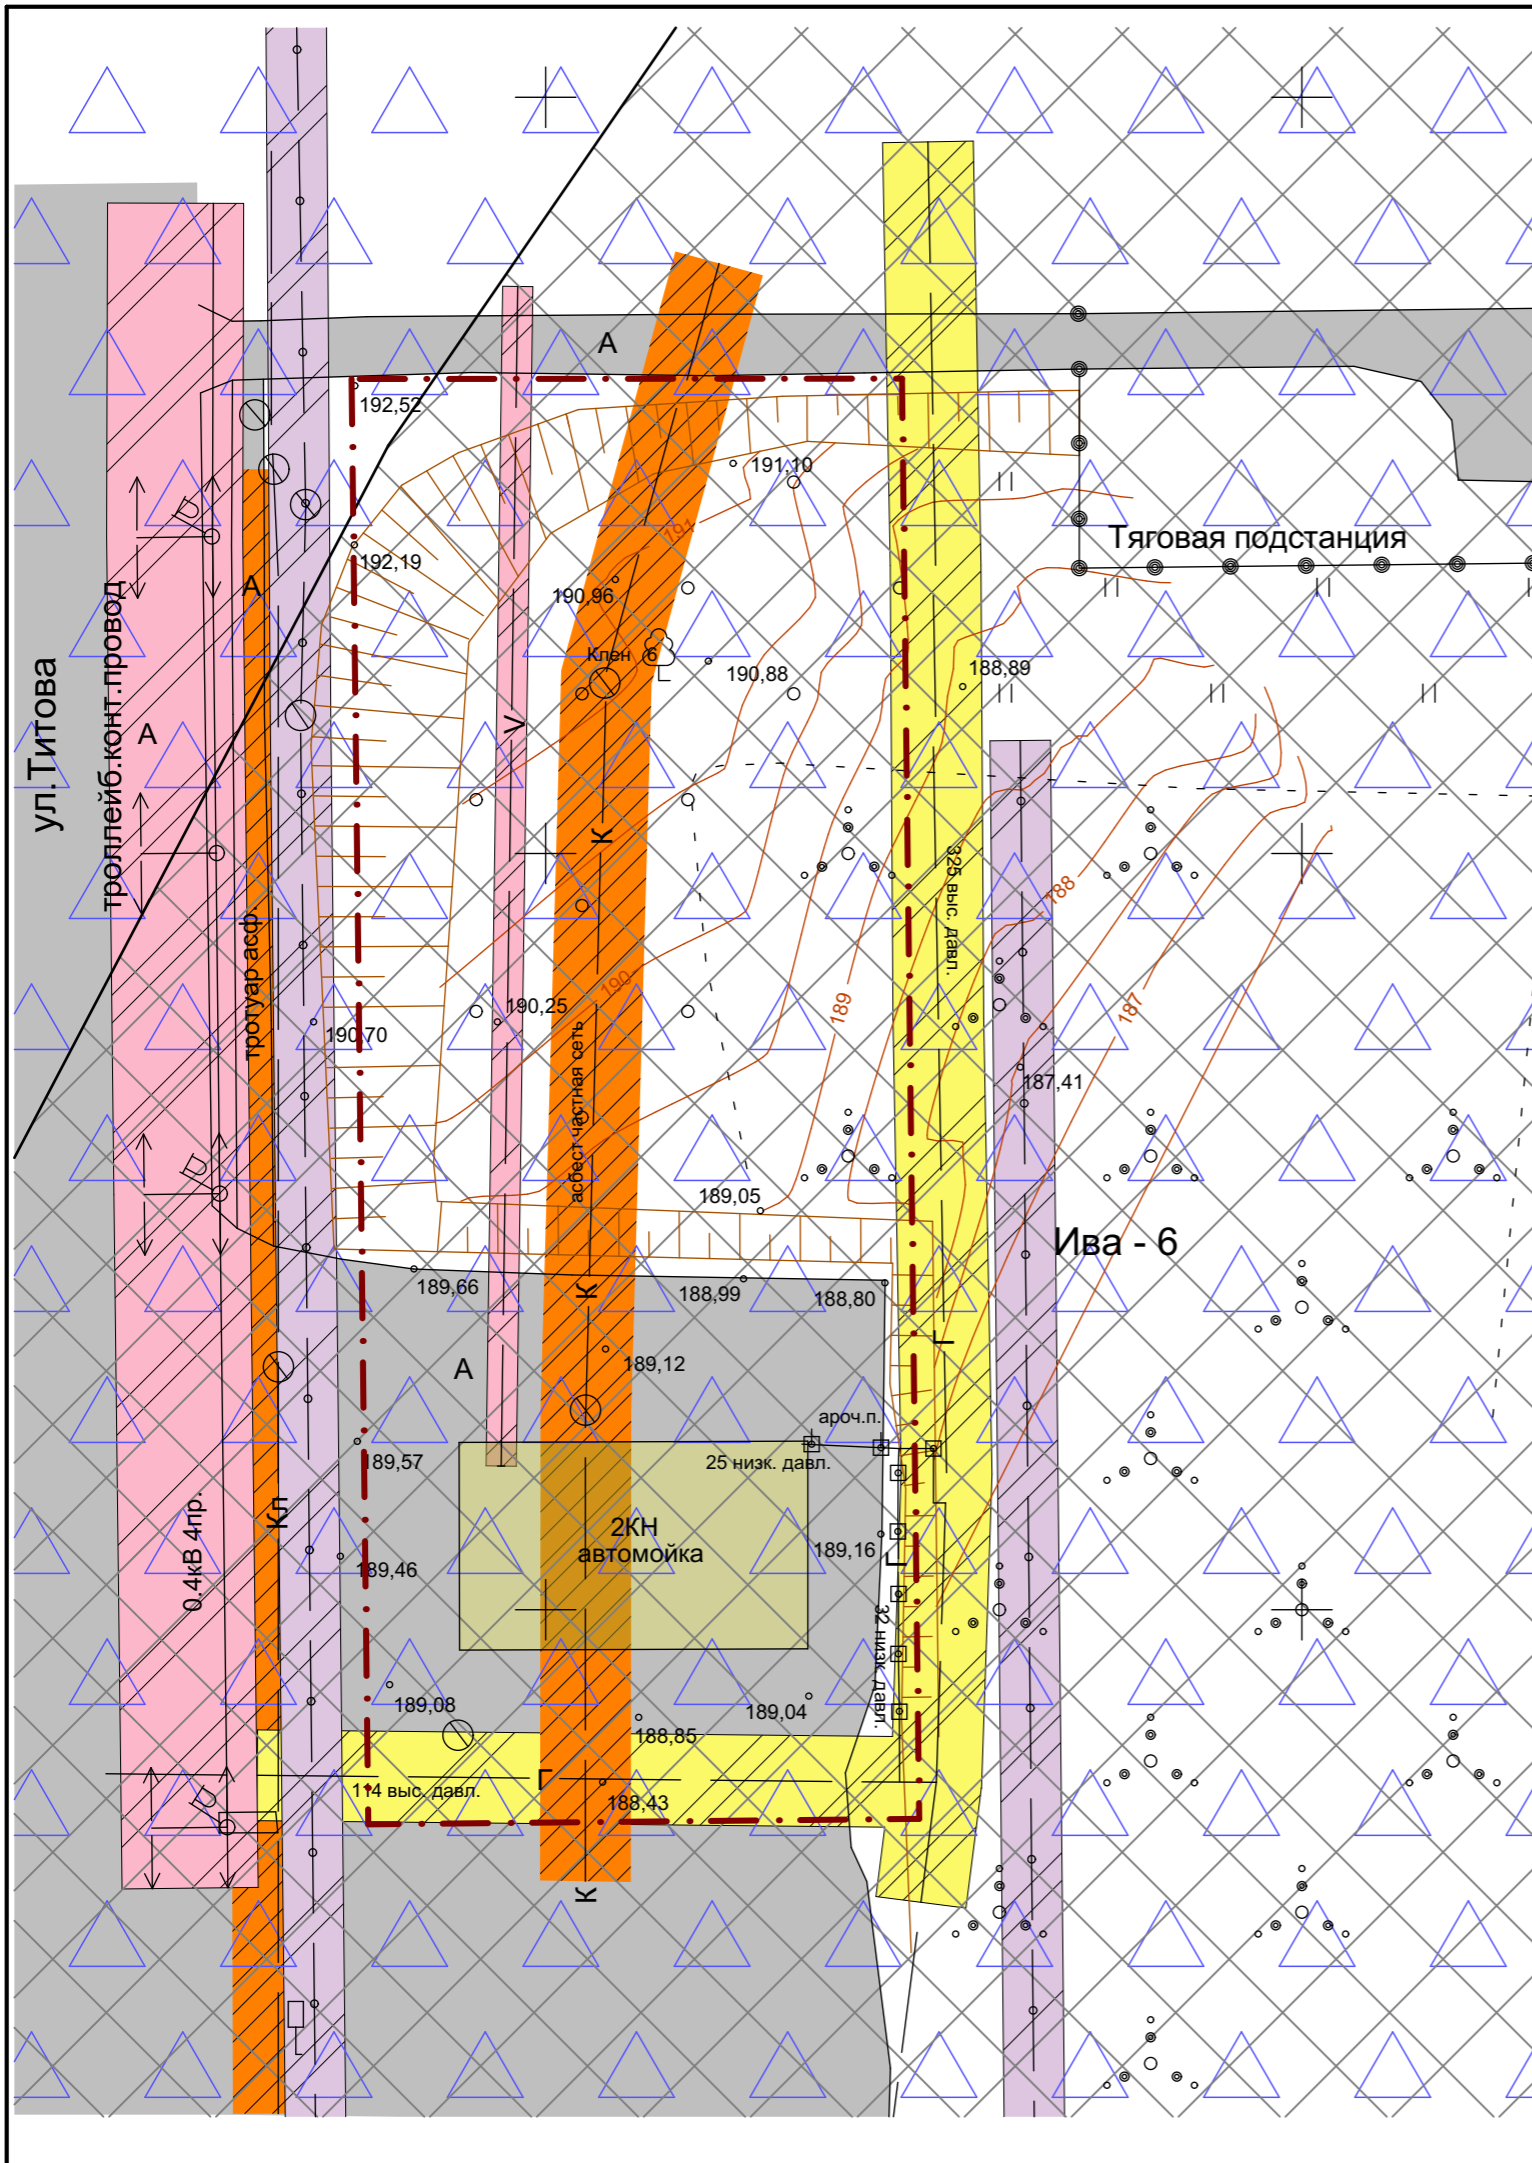 А
192,52
191,10
191
Тяговая подстанция
192,19
А
190,96
Клен 6
190,88
188,89
троллейб.конт.провод
ул.Титова
А
V
К
325 выс. давл.
188
тротуар асф.
190
189
187
190,25
190,70
асбест частная сеть
187,41
189,05
Ива - 6
К
189,66
188,99
188,80
Г
189,12
А
ароч.п.
189,57
25 низк. давл.
0.4кВ 4пр.
Кл
2КН
автомойка
189,16
Г
189,46
32 низк давл.
189,08
189,04
188,85
Г
114 выс. давл.
188,43
К